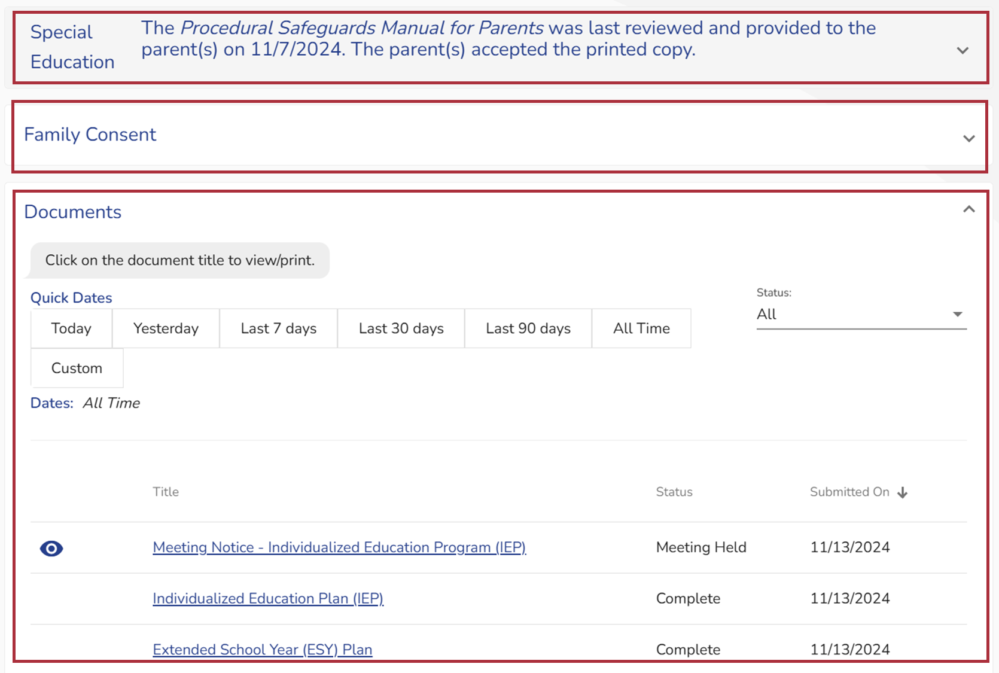 Special
Education
The Procedural Safeguards Manual for Parents was last reviewed and provided to the
parent(s) on 11/7/2024. The parent(s) accepted the printed copy.
Family Consent
Documents
Click on the document title to view/print.
Quick Dates
Status:
All
Today Yesterday Last 7 days Last 30 days Last 90 days All Time
Custom
Dates: All Time
Title Status Submitted On
Meeting Notice - Individualized Education Program (IEP) Meeting Held 11/13/2024
Individualized Education Plan (IEP) Complete 11/13/2024
Extended School Year (ESY) Plan Complete 11/13/2024